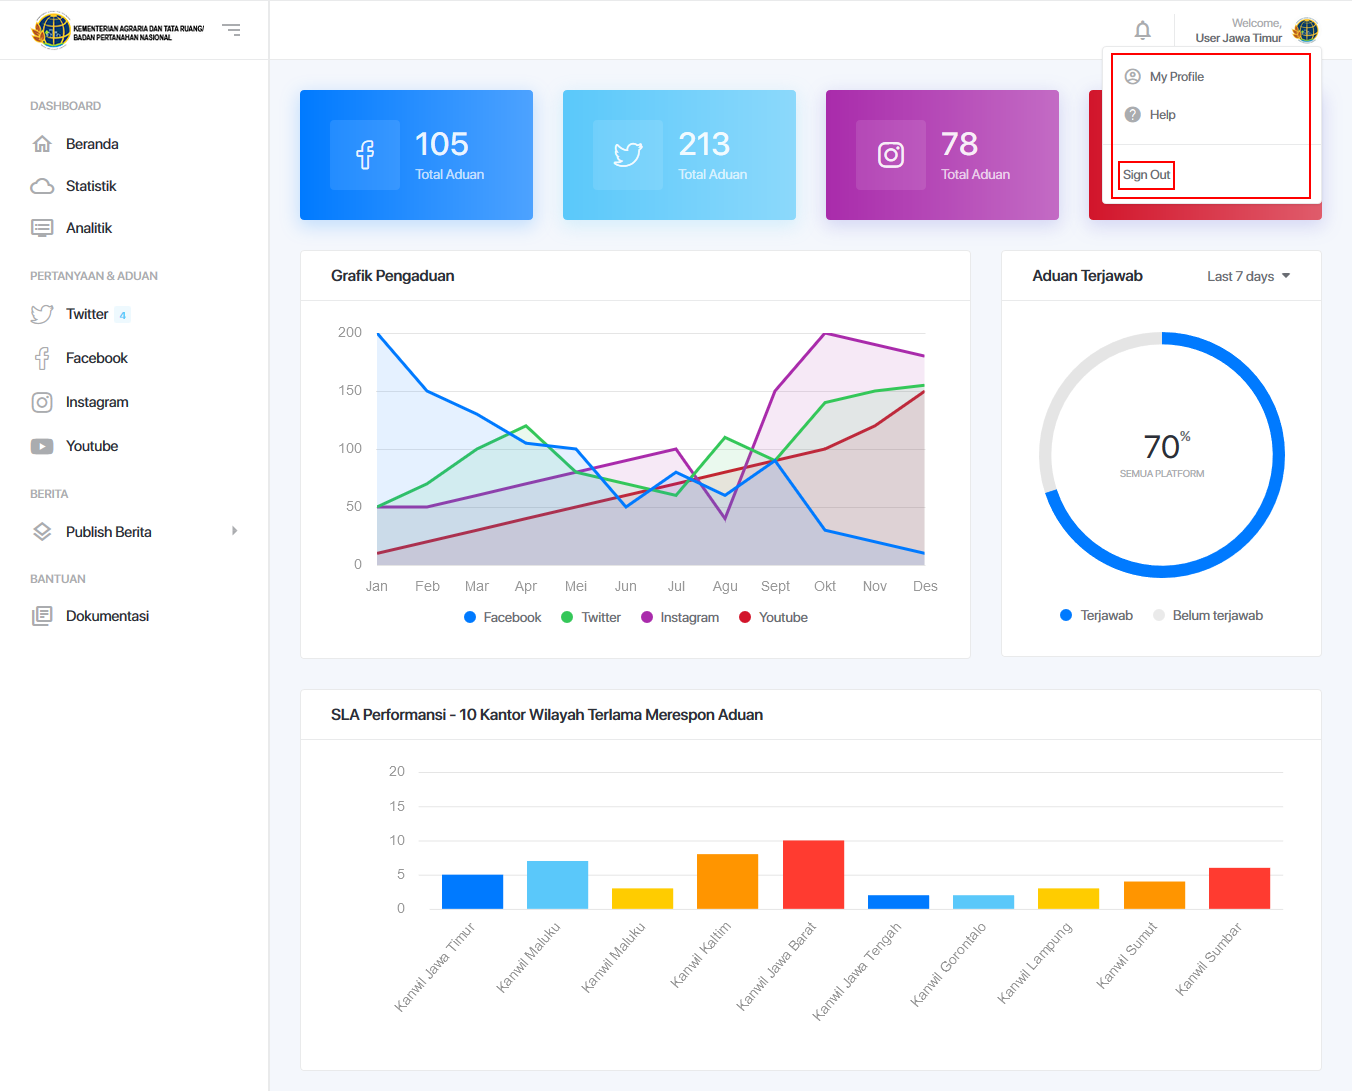 KEMENTERIAN AGRARIA DAN TATA RUANG/
BADAN PERTANAHAN NASIONAL
Welcome,
User Jawa Timur
My Profile
Help
Sign Out
DASHBOARD
Beranda
Statistik
Analitik
PERTANYAAN & ADUAN
Twitter 4
Facebook
Instagram
Youtube
BERITA
Publish Berita
BANTUAN
Dokumentasi
105
Total Aduan
213
Total Aduan
78
Total Aduan
Grafik Pengaduan
200
150
100
50
0
Jan Feb Mar Apr Mei Jun Jul Agu Sept Okt Nov Des
Facebook Twitter Instagram Youtube
Aduan Terjawab Last 7 days
70%
SEMUA PLATFORM
Terjawab Belum terjawab
SLA Performansi - 10 Kantor Wilayah Terlama Merespon Aduan
20
15
10
5
0
Kanwil Jawa Timur
Kanwil Maluku
Kanwil Maluku
Kanwil Kaltim
Kanwil Jawa Barat
Kanwil Jawa Tengah
Kanwil Gorontalo
Kanwil Lampung
Kanwil Sumut
Kanwil Sumbar